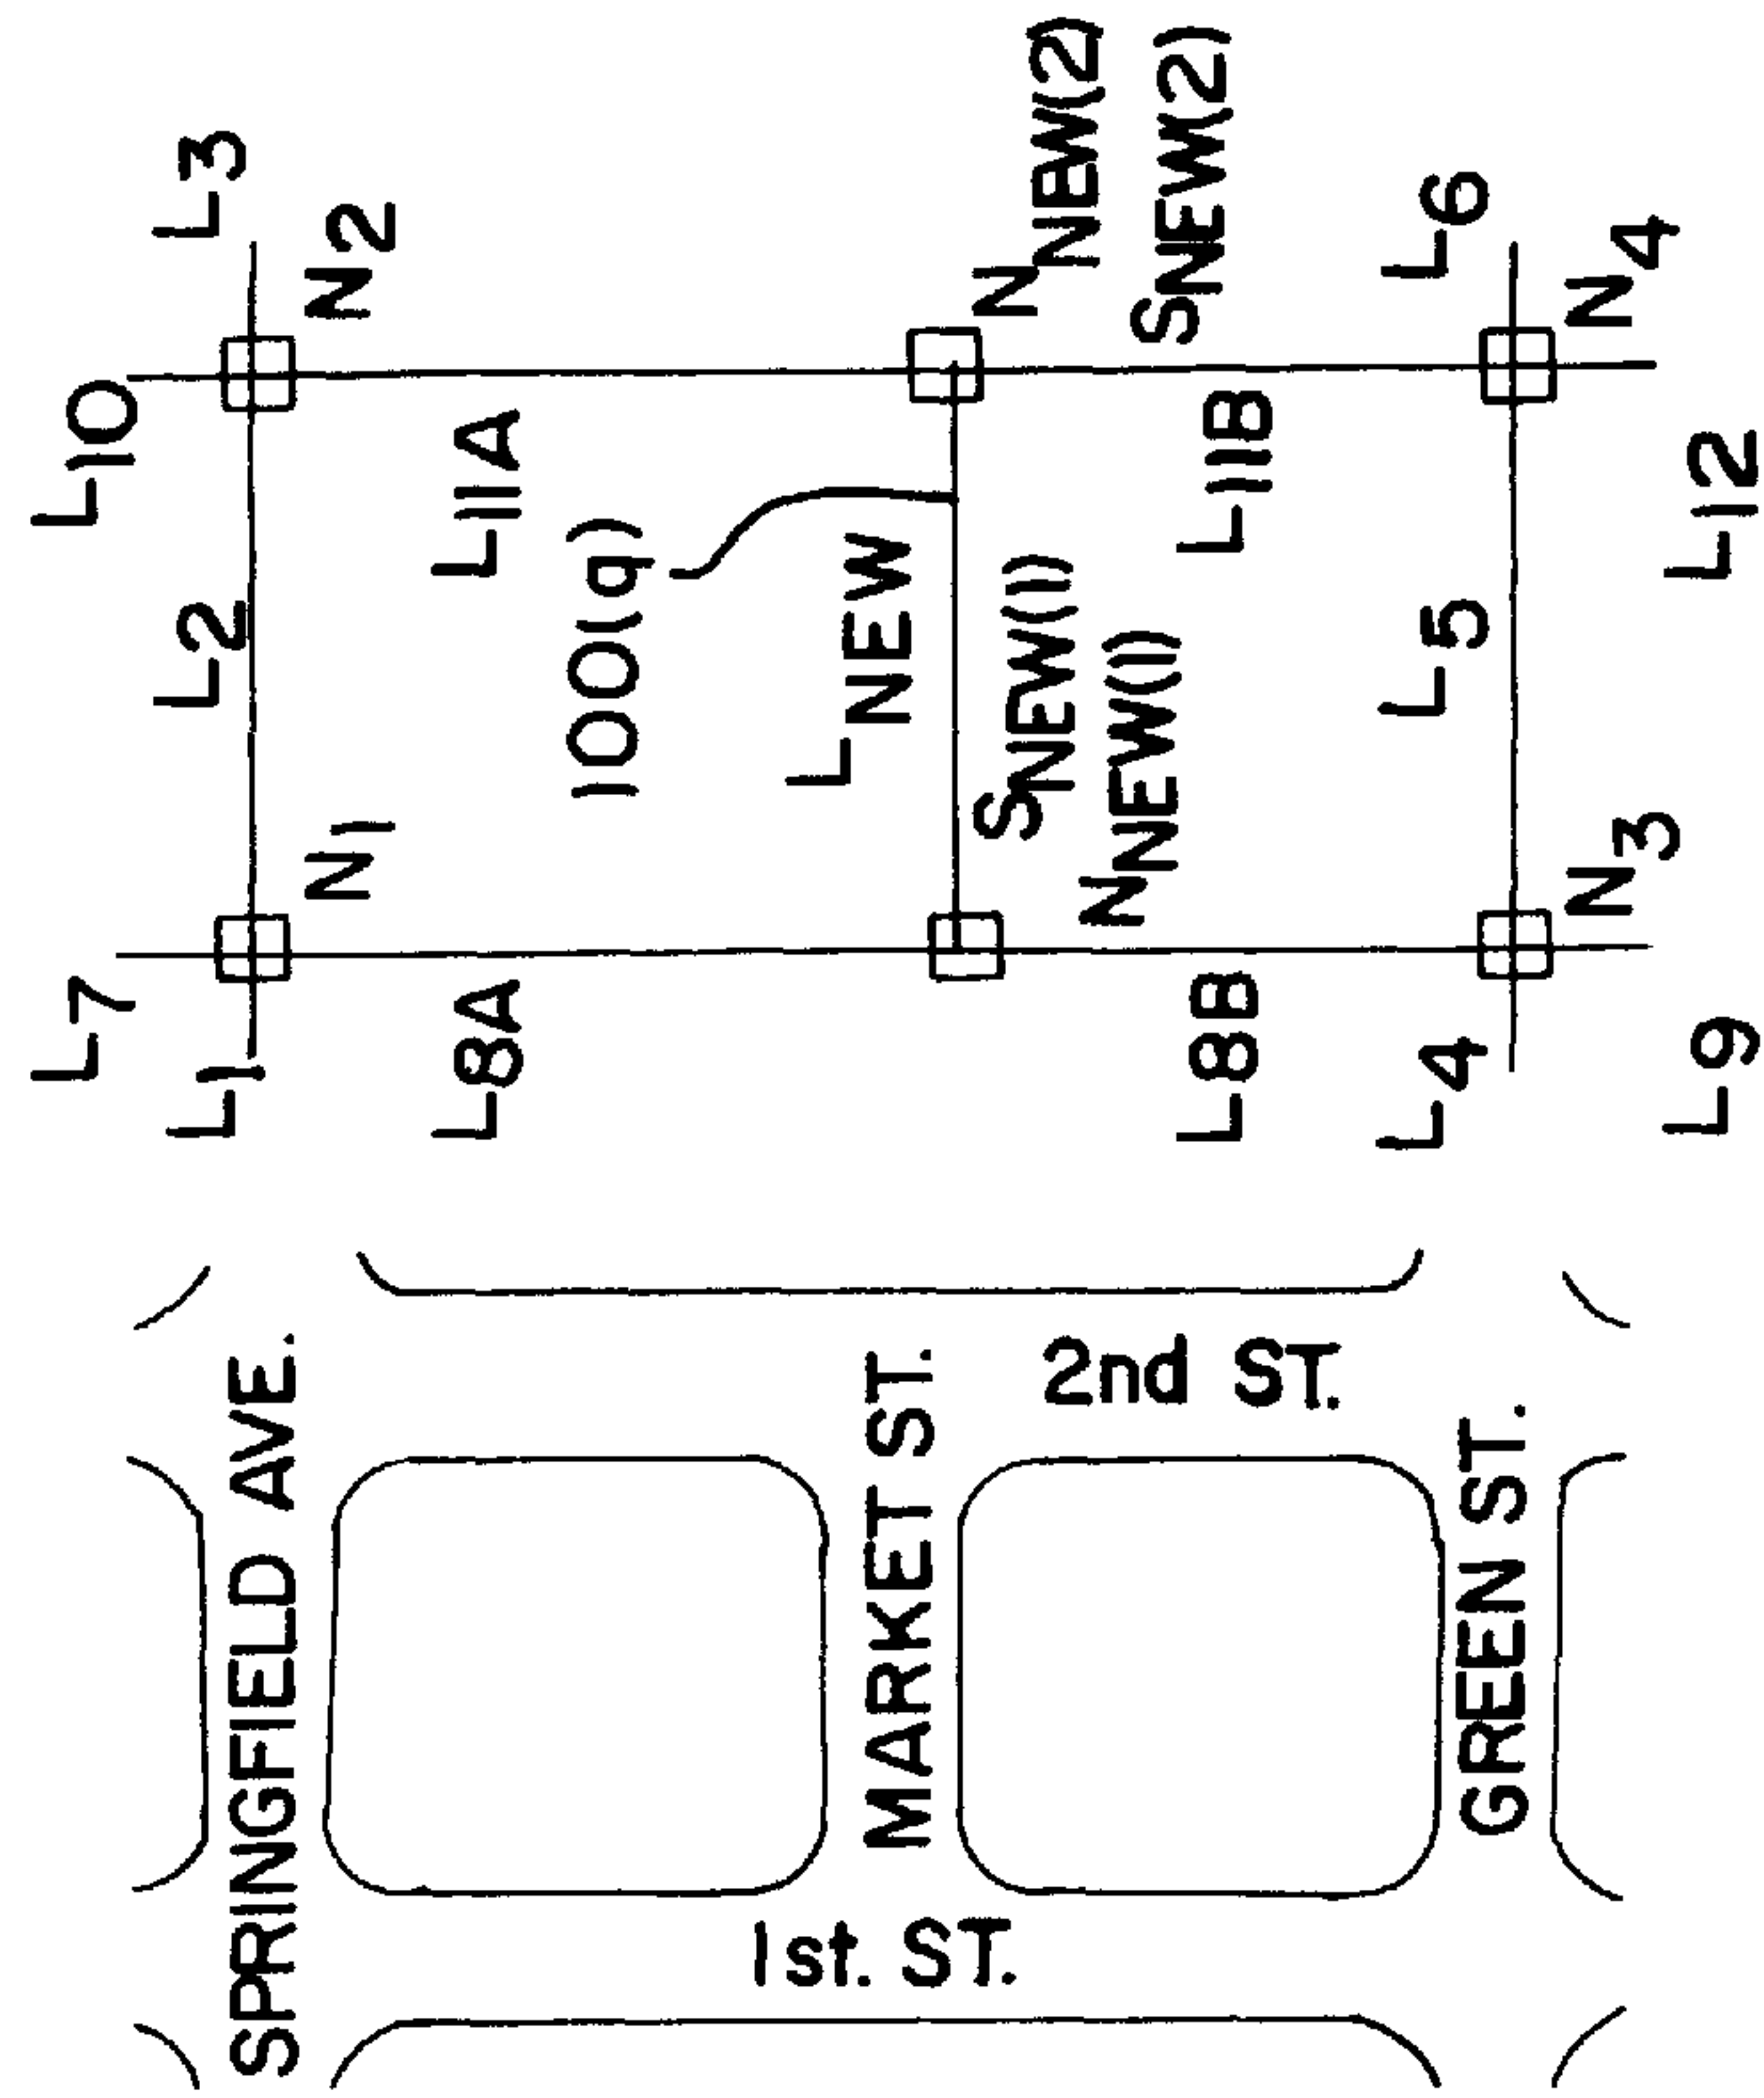 L7
L10
L1
L2
L3
N1
N2
L8A
L11A
100(q)
LNEW
SNEW(1)
NNEW(1)
NNEW(2)
SNEW(2)
L8B
L11B
L4
L5
L6
N3
N4
L9
L12
SPRINGFIELD AVE.
MARKET ST.
2nd ST.
1st. ST.
GREEN ST.